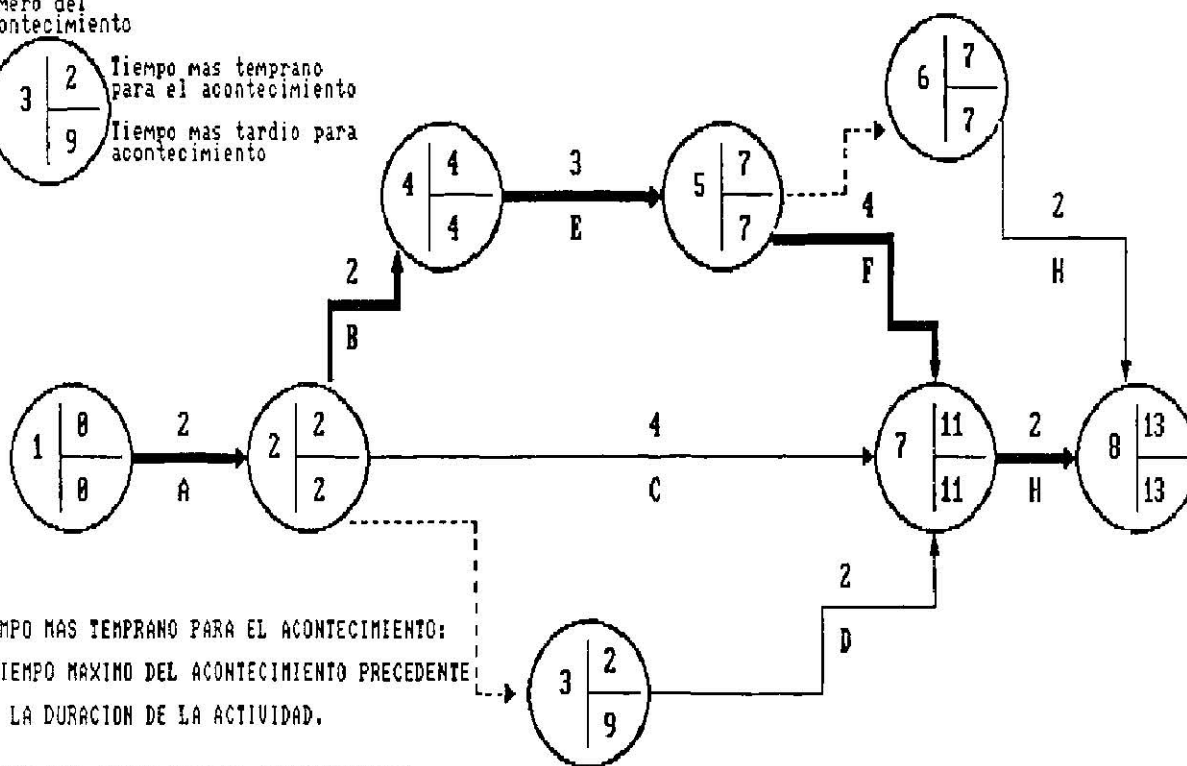 mero del
ontecimiento
3 2
9
Tiempo mas temprano
para el acontecimiento
Tiempo mas tardio para
acontecimiento
6 7
7
4 4
4
3
E
5 7
7
4
F
2
H
2
B
1 0
0
2
A
2 2
2
4
C
7 11
11
2
H
8 13
13
2
D
3 2
9
MPO MAS TEMPRANO PARA EL ACONTECIMIENTO:
TIEMPO MAXIMO DEL ACONTECIMIENTO PRECEDENTE
LA DURACION DE LA ACTIVIDAD.